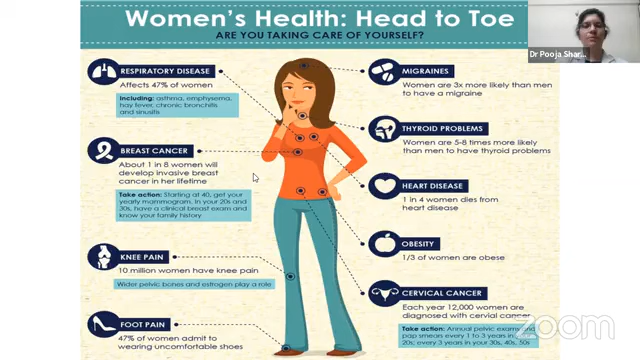 Women's Health: Head to Toe
ARE YOU TAKING CARE OF YOURSELF?
Dr Pooja Shar...
RESPIRATORY DISEASE
Affects 47% of women
Including: asthma, emphysema,
hay fever, chronic bronchitis
and sinusitis
BREAST CANCER
About 1 in 8 women will
develop invasive breast
cancer in her lifetime
Take action: Starting at 40, get your
yearly mammogram. In your 20s and
30s, have a clinical breast exam and
know your family history
KNEE PAIN
10 million women have knee pain
Wider pelvic bones and estrogen play a role
FOOT PAIN
47% of women admit to
wearing uncomfortable shoes
MIGRAINES
Women are 3x more likely than men
to have a migraine
THYROID PROBLEMS
Women are 5-8 times more likely
than men to have thyroid problems
HEART DISEASE
1 in 4 women dies from
heart disease
OBESITY
1/3 of women are obese
CERVICAL CANCER
Each year 12,000 women are
diagnosed with cervial cancer
Take action: Annual pelvic exams and
pap smears every 1 to 3 years in
20s; every 3 years in your 30s, 40s, 50s
zoom